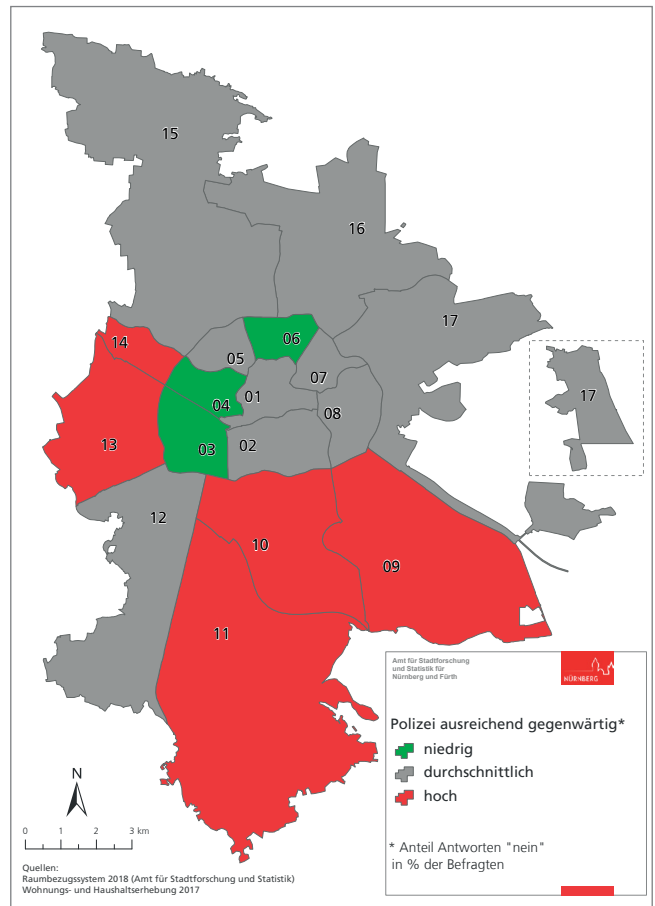 15
16
17
14
06
05
07
17
01
04
08
13
03
02
12
10
09
11
Amt für Stadtforschung
und Statistik für
Nürnberg und Fürth
NÜRNBERG
Polizei ausreichend gegenwärtig*
niedrig
durchschnittlich
hoch
* Anteil Antworten "nein"
in % der Befragten
N
0 1 2 3 km
Quellen:
Raumbezugssystem 2018 (Amt für Stadtforschung und Statistik)
Wohnungs- und Haushaltserhebung 2017